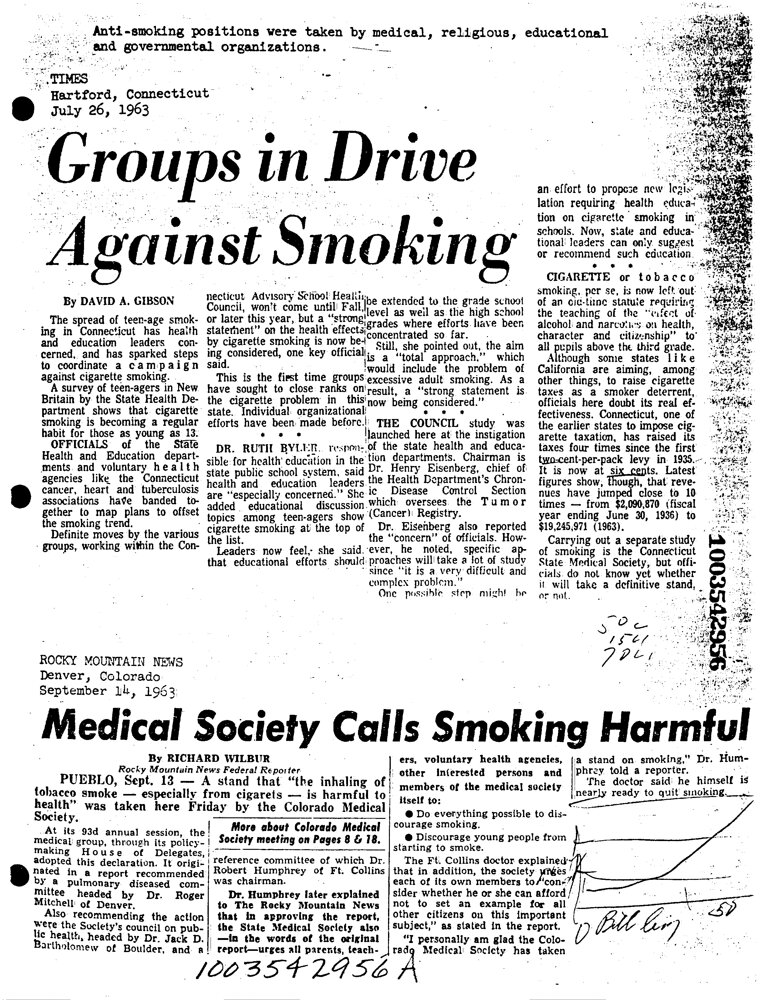 Anti-smoking positions were taken by medical, religious, educational
and governmental organizations.
TIMES
Hartford, Connecticut
July 26, 1963
Groups in Drive
Against Smoking
By DAVID A. GIBSON
The spread of teen-age smok-
ing in Connecticut has health
and education leaders con-
cerned, and has sparked steps
to coordinate a campaign
against cigarette smoking.
A survey of teen-agers in New
Britain by the State Health De-
partment shows that cigarette
smoking is becoming a regular
habit for those as young as 13.
OFFICIALS of the State
Health and Education depart-
ments and voluntary health
agencies like the Connecticut
cancer, heart and tuberculosis
associations have banded to-
gether to map plans to offset
the smoking trend.
Definite moves by the various
groups, working within the Con-
necticut Advisory School Health
Council, won't come until Fall,
or later this year, but a "strong
statement" on the health effects
by cigarette smoking is now be-
ing considered, one key official
said.
This is the first time groups
have sought to close ranks on
the cigarette problem in this
state. Individual organizational
efforts have been made before.
* * *
DR. RUTH BYLER, respon-
sible for health education in the
state public school system, said
health and education leaders
are "especially concerned." She
added educational discussion
topics among teen-agers show
cigarette smoking at the top of
the list.
Leaders now feel, she said,
that educational efforts should
be extended to the grade school
level as well as the high school
grades where efforts have been
concentrated so far.
Still, she pointed out, the aim
is a "total approach," which
would include the problem of
excessive adult smoking. As a
result, a "strong statement is
now being considered."
* * *
THE COUNCIL study was
launched here at the instigation
of the state health and educa-
tion departments. Chairman is
Dr. Henry Eisenberg, chief of
the Health Department's Chron-
ic Disease Control Section
which oversees the Tumor
(Cancer) Registry.
Dr. Eisenberg also reported
the "concern" of officials. How-
ever, he noted, specific ap-
proaches will take a lot of study
since "it is a very difficult and
complex problem."
One possible step might be
an effort to propose new legis-
lation requiring health educa-
tion on cigarette smoking in
schools. Now, state and educa-
tional leaders can only suggest
or recommend such education.
* * *
CIGARETTE or tobacco
smoking, per se, is now left out
of an old-time statute requiring
the teaching of the "effect of
alcohol and narcotics on health,
character and citizenship" to
all pupils above the third grade.
Although some states like
California are aiming, among
other things, to raise cigarette
taxes as a smoker deterrent,
officials here doubt its real ef-
fectiveness. Connecticut, one of
the earlier states to impose cig-
arette taxation, has raised its
taxes four times since the first
two-cent-per-pack levy in 1935.
It is now at six cents. Latest
figures show, though, that reve-
nues have jumped close to 10
times — from $2,090,870 (fiscal
year ending June 30, 1936) to
$19,245,971 (1963).
Carrying out a separate study
of smoking is the Connecticut
State Medical Society, but offi-
cials do not know yet whether
it will take a definitive stand,
or not.
1003542956
ROCKY MOUNTAIN NEWS
Denver, Colorado
September 14, 1963
Medical Society Calls Smoking Harmful
By RICHARD WILBUR
Rocky Mountain News Federal Reporter
PUEBLO, Sept. 13 — A stand that "the inhaling of
tobacco smoke — especially from cigarets — is harmful to
health" was taken here Friday by the Colorado Medical
Society.
At its 93d annual session, the
medical group, through its policy-
making House of Delegates,
adopted this declaration. It origi-
nated in a report recommended
by a pulmonary diseased com-
mittee headed by Dr. Roger
Mitchell of Denver.
Also recommending the action
were the Society's council on pub-
lic health, headed by Dr. Jack D.
Bartholomew of Boulder, and a
More about Colorado Medical
Society meeting on Pages 8 & 18.
reference committee of which Dr.
Robert Humphrey of Ft. Collins
was chairman.
Dr. Humphrey later explained
to The Rocky Mountain News
that in approving the report,
the State Medical Society also
—in the words of the original
report—urges all parents, teach-
ers, voluntary health agencies,
other interested persons and
members of the medical society
itself to:
● Do everything possible to dis-
courage smoking.
● Discourage young people from
starting to smoke.
The Ft. Collins doctor explained
that in addition, the society urges
each of its own members to "con-
sider whether he or she can afford
not to set an example for all
other citizens on this important
subject," as stated in the report.
"I personally am glad the Colo-
rado Medical Society has taken
a stand on smoking," Dr. Hum-
phrey told a reporter.
The doctor said he himself is
nearly ready to quit smoking.
50
1003542956 A